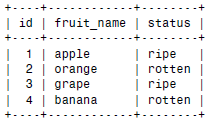 +----+------------+--------+
| id | fruit_name | status |
+----+------------+--------+
| 1 | apple | ripe |
| 2 | orange | rotten |
| 3 | grape | ripe |
| 4 | banana | rotten |
+----+------------+--------+